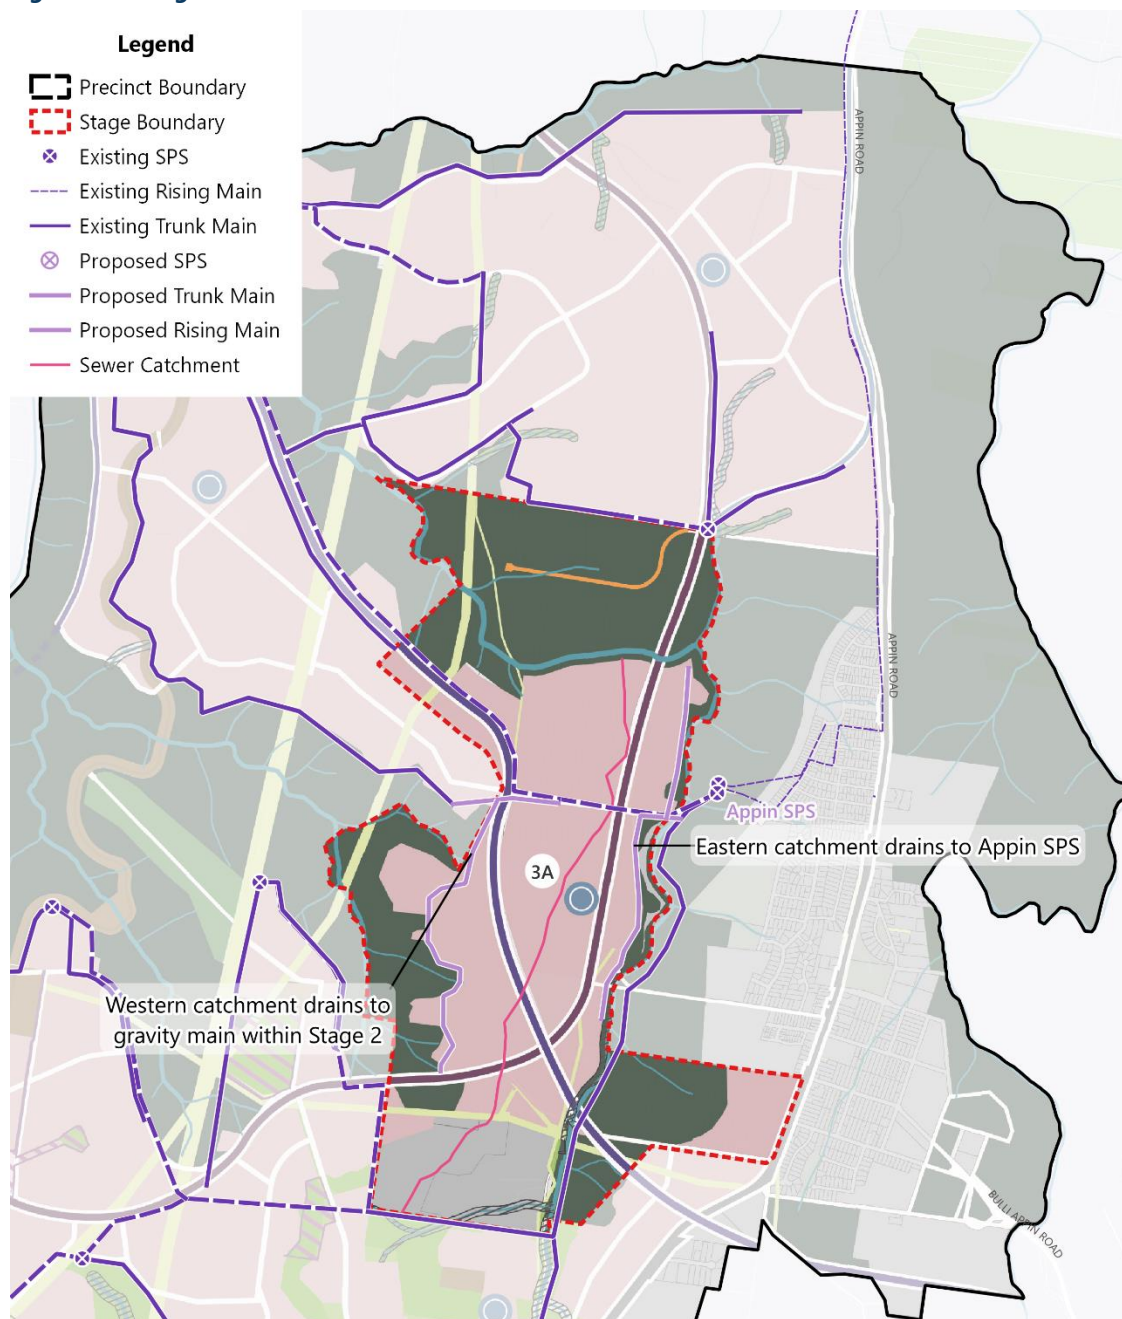 Legend
Precinct Boundary
Stage Boundary
Existing SPS
Existing Rising Main
Existing Trunk Main
Proposed SPS
Proposed Trunk Main
Proposed Rising Main
Sewer Catchment
APPIN ROAD
APPIN ROAD
Appin SPS
Eastern catchment drains to Appin SPS
3A
Western catchment drains to
gravity main within Stage 2
BULLI APPIN ROAD